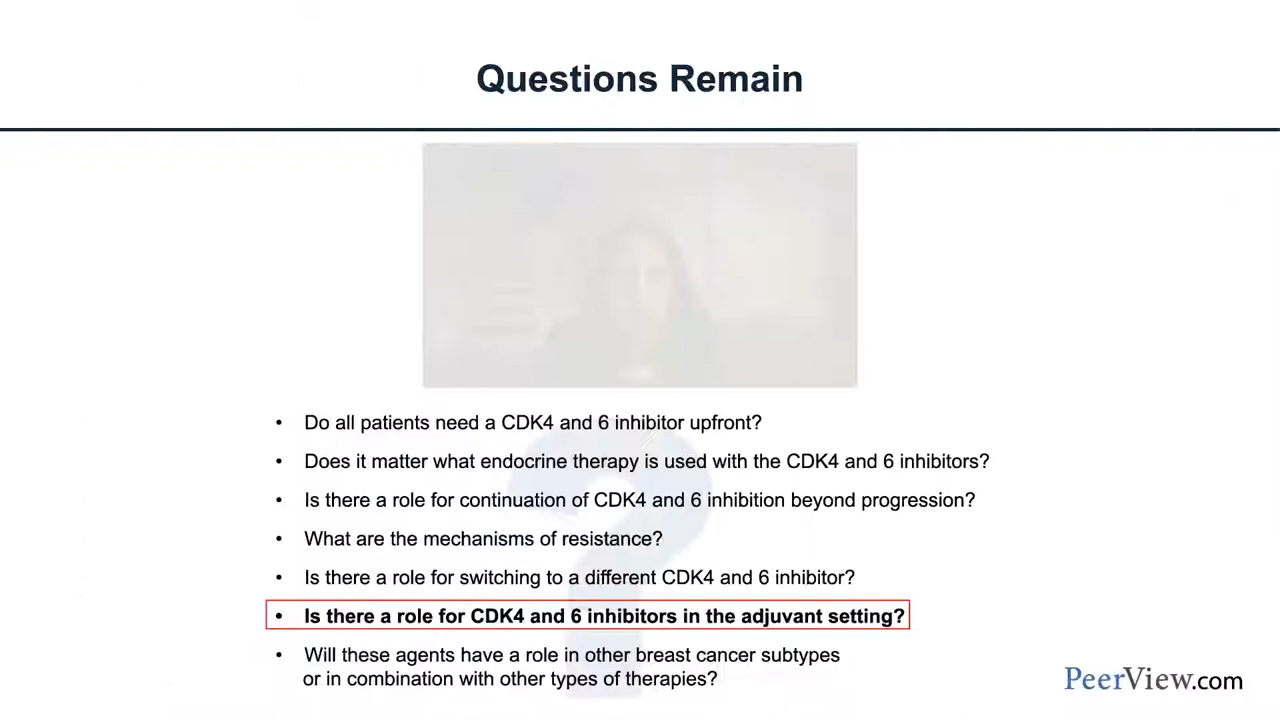 Questions Remain
• Do all patients need a CDK4 and 6 inhibitor upfront?
• Does it matter what endocrine therapy is used with the CDK4 and 6 inhibitors?
• Is there a role for continuation of CDK4 and 6 inhibition beyond progression?
• What are the mechanisms of resistance?
• Is there a role for switching to a different CDK4 and 6 inhibitor?
• Is there a role for CDK4 and 6 inhibitors in the adjuvant setting?
• Will these agents have a role in other breast cancer subtypes
or in combination with other types of therapies?
PeerView.com